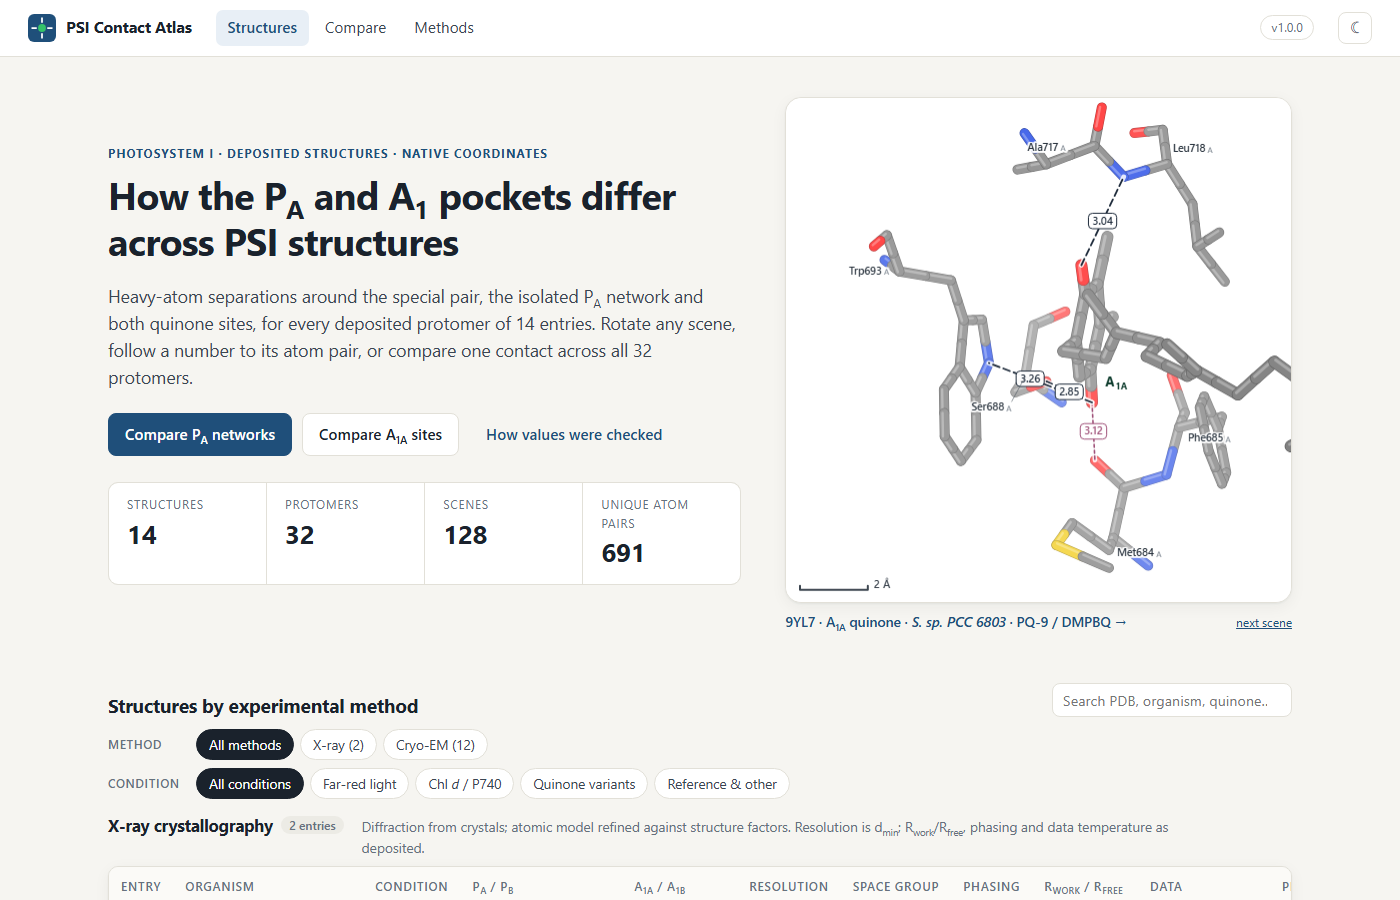 PSI Contact Atlas
Structures
Compare
Methods
v1.0.0
PHOTOSYSTEM I · DEPOSITED STRUCTURES · NATIVE COORDINATES
How the PA and A1 pockets differ
across PSI structures
Heavy-atom separations around the special pair, the isolated PA network and
both quinone sites, for every deposited protomer of 14 entries. Rotate any scene,
follow a number to its atom pair, or compare one contact across all 32
protomers.
Compare PA networks
Compare A1A sites
How values were checked
STRUCTURES
14
PROTOMERS
32
SCENES
128
UNIQUE ATOM
PAIRS
691
Ala717 A
Leu718 A
3.04
Trp693 A
3.26
2.85
A1A
Ser688 A
3.12
Phe685 A
Met684 A
2 Å
9YL7 · A1A quinone · S. sp. PCC 6803 · PQ-9 / DMPBQ →
next scene
Structures by experimental method
Search PDB, organism, quinone..
METHOD
All methods
X-ray (2)
Cryo-EM (12)
CONDITION
All conditions
Far-red light
Chl d / P740
Quinone variants
Reference & other
X-ray crystallography
2 entries
Diffraction from crystals; atomic model refined against structure factors. Resolution is dmin; Rwork/Rfree, phasing and data temperature as
deposited.
ENTRY
ORGANISM
CONDITION
PA / PB
A1A / A1B
RESOLUTION
SPACE GROUP
PHASING
RWORK / RFREE
DATA